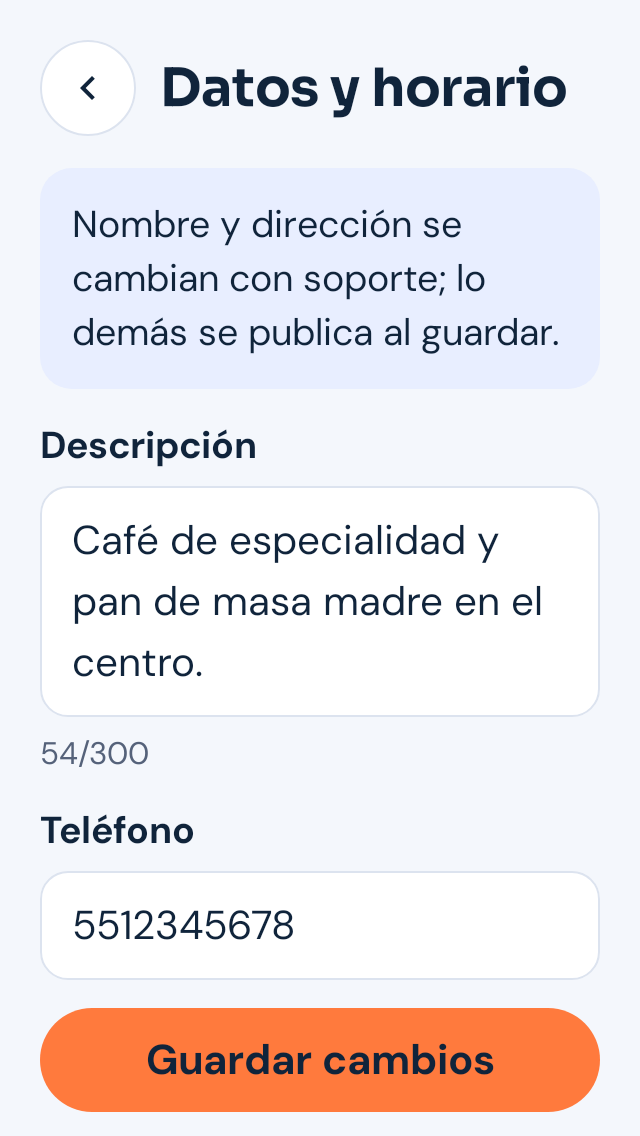 Datos y horario
Nombre y dirección se
cambian con soporte; lo
demás se publica al guardar.
Descripción
Café de especialidad y
pan de masa madre en el
centro.
54/300
Teléfono
5512345678
Guardar cambios